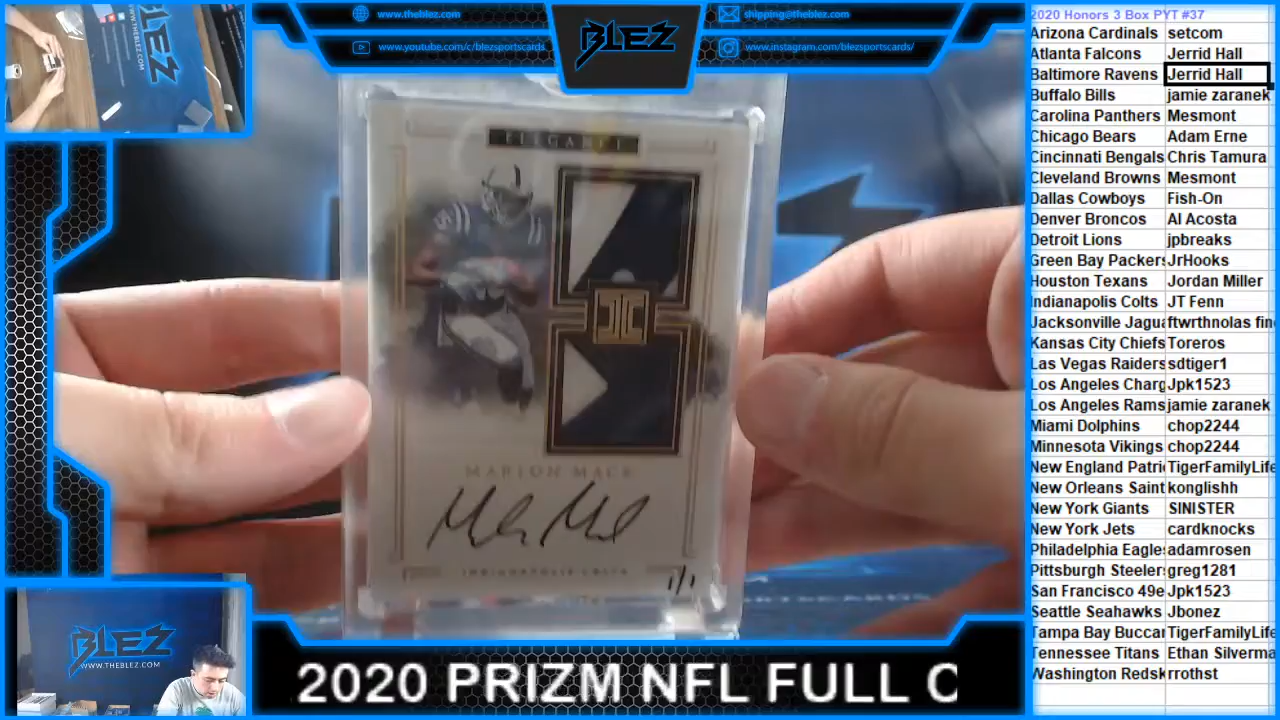 www.theblez.com
www.youtube.com/c/blezsportscards
BLEZ
shipping@theblez.com
www.instagram.com/blezsportscards/
BLEZ
ELEGANCE
MARLON MACK
INDIANAPOLIS COLTS
1/1
BLEZ
WWW.THEBLEZ.COM
2020 PRIZM NFL FULL C
2020 Honors 3 Box PYT #37
Arizona Cardinals setcom
Atlanta Falcons Jerrid Hall
Baltimore Ravens Jerrid Hall
Buffalo Bills jamie zaranek
Carolina Panthers Mesmont
Chicago Bears Adam Erne
Cincinnati Bengals Chris Tamura
Cleveland Browns Mesmont
Dallas Cowboys Fish-On
Denver Broncos Al Acosta
Detroit Lions jpbreaks
Green Bay Packers JrHooks
Houston Texans Jordan Miller
Indianapolis Colts JT Fenn
Jacksonville Jagua ftwrthnolas fin
Kansas City Chiefs Toreros
Las Vegas Raiders sdtiger1
Los Angeles Charg Jpk1523
Los Angeles Rams jamie zaranek
Miami Dolphins chop2244
Minnesota Vikings chop2244
New England Patri TigerFamilyLife
New Orleans Saint konglishh
New York Giants SINISTER
New York Jets cardknocks
Philadelphia Eagle adamrosen
Pittsburgh Steeler greg1281
San Francisco 49e Jpk1523
Seattle Seahawks Jbonez
Tampa Bay Buccar TigerFamilyLife
Tennessee Titans Ethan Silverma
Washington Redsk rrothst